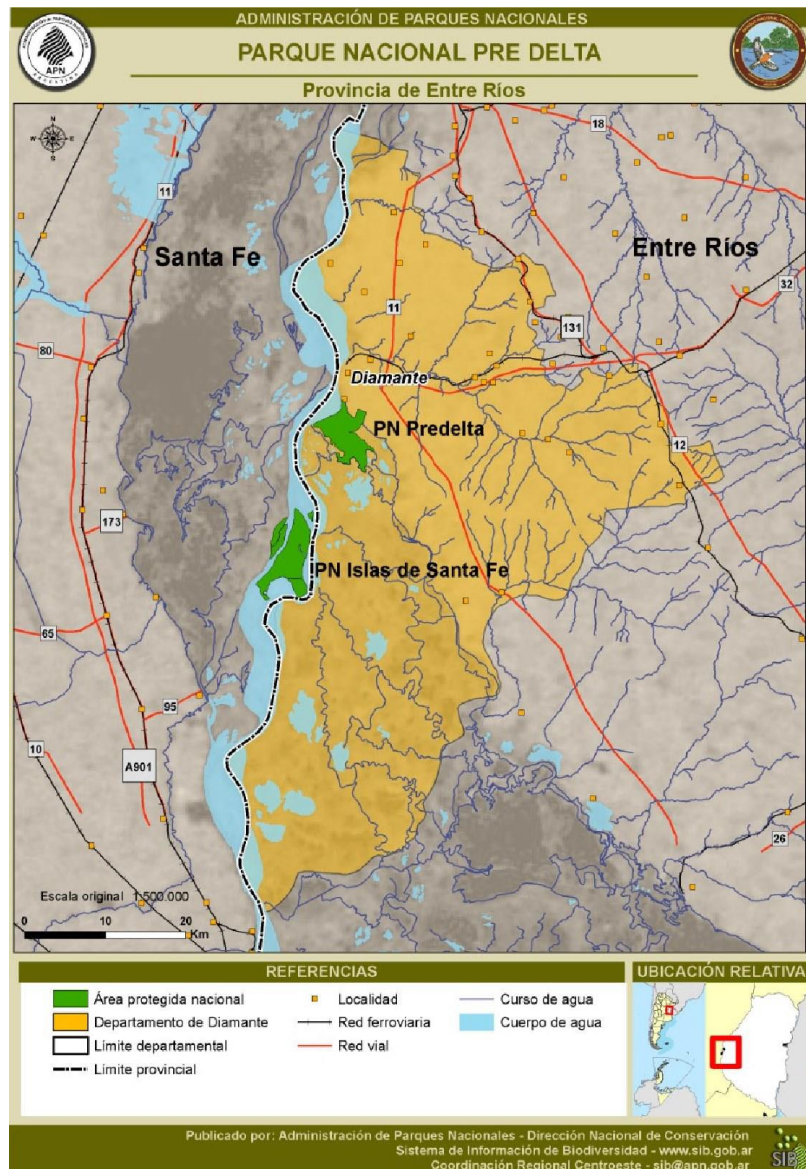 ADMINISTRACIÓN DE PARQUES NACIONALES
PARQUE NACIONAL PRE DELTA
Provincia de Entre Ríos
APN
N
W
E
S
18
11
Santa Fe
Entre Ríos
32
11
131
80
Diamante
PN Predelta
12
173
PN Islas de Santa Fe
65
95
10
A901
26
Escala original 1:500.000
0 10 20
Km
REFERENCIAS
Área protegida nacional
Departamento de Diamante
Límite departamental
Límite provincial
Localidad
Red ferroviaria
Red vial
Curso de agua
Cuerpo de agua
UBICACIÓN RELATIVA
Publicado por: Administración de Parques Nacionales - Dirección Nacional de Conservación
Sistema de Información de Biodiversidad - www.sib.gob.ar
Coordinación Regional Centroeste - sib@apn.gob.ar
SIB